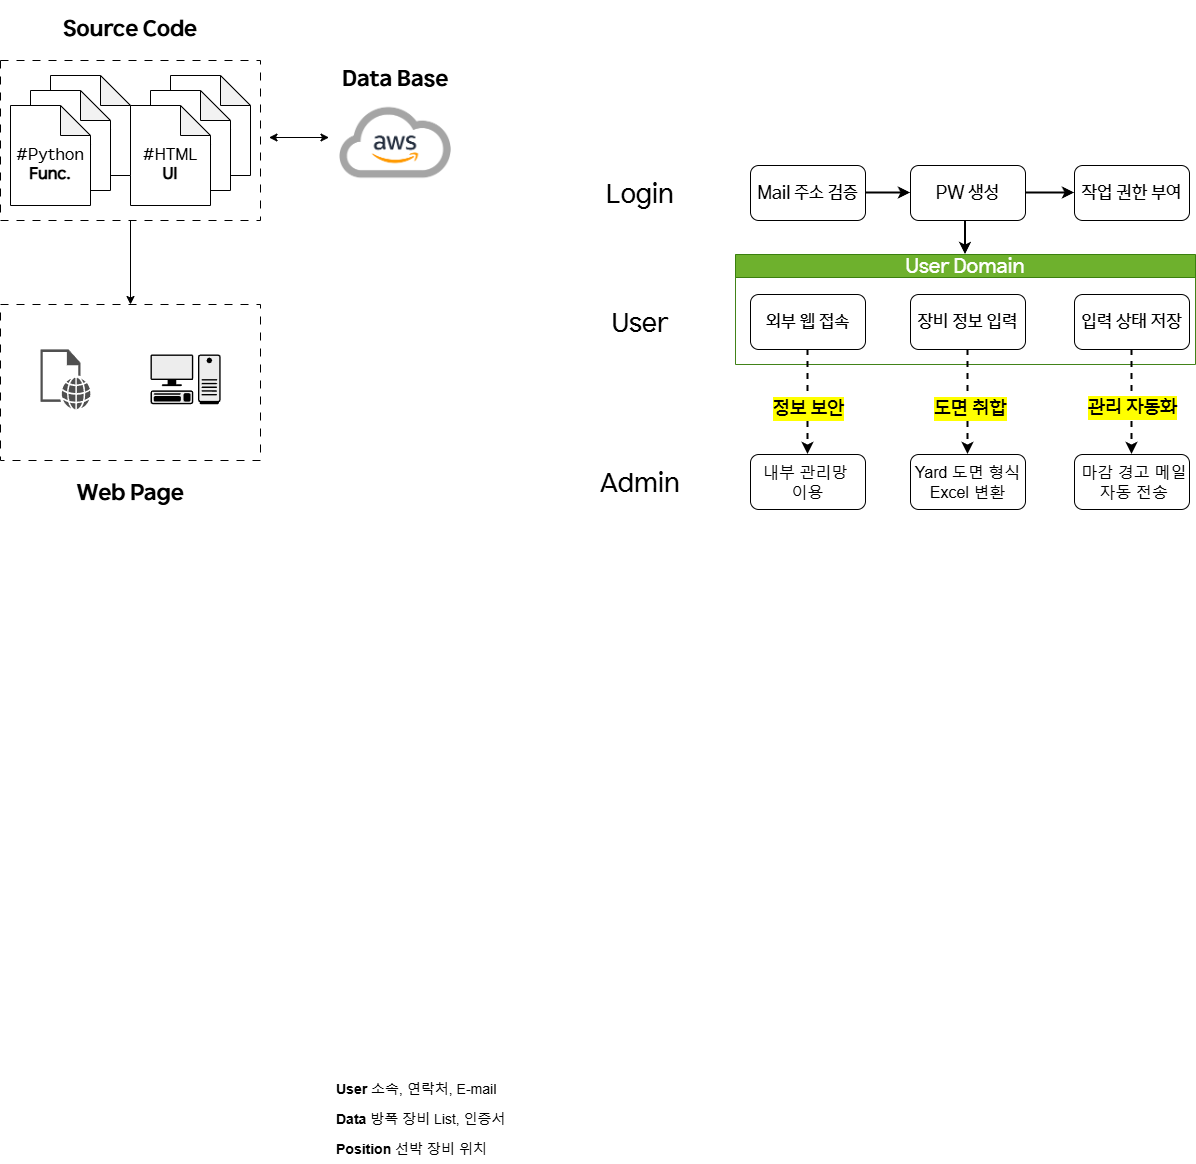 Source Code
#Python
Func.
#HTML
UI
Data Base
aws
Web Page
Login
Mail 주소 검증
PW 생성
작업 권한 부여
User Domain
User
외부 웹 접속
장비 정보 입력
입력 상태 저장
정보 보안
도면 취합
관리 자동화
Admin
내부 관리망
이용
Yard 도면 형식
Excel 변환
마감 경고 메일
자동 전송
User 소속, 연락처, E-mail
Data 방폭 장비 List, 인증서
Position 선박 장비 위치